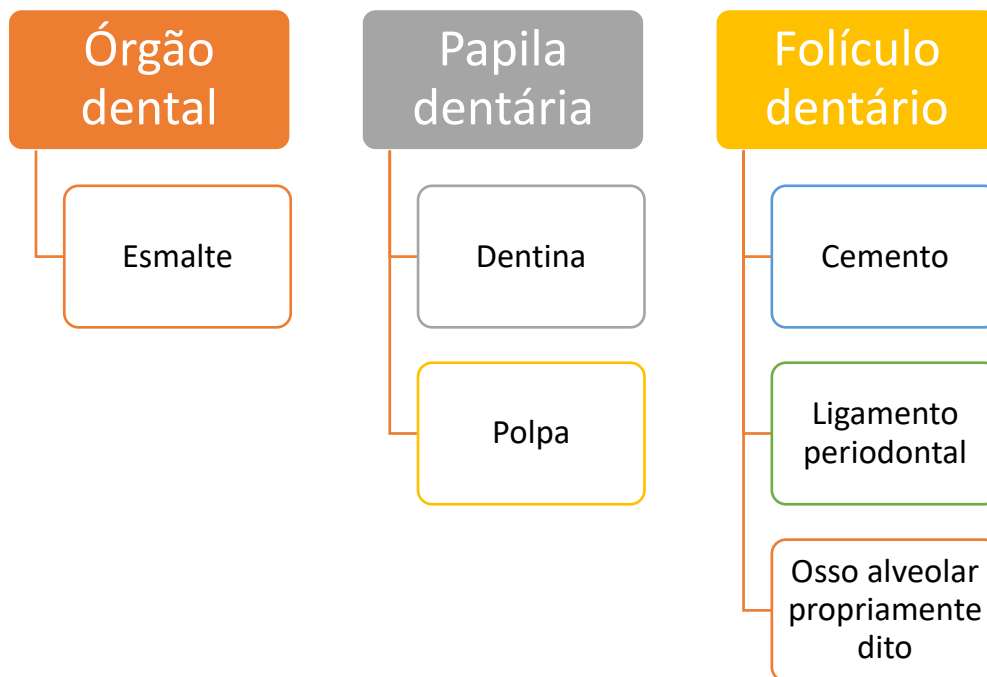 Órgão
dental
Esmalte
Papila
dentária
Dentina
Polpa
Folículo
dentário
Cemento
Ligamento
periodontal
Osso alveolar
propriamente
dito